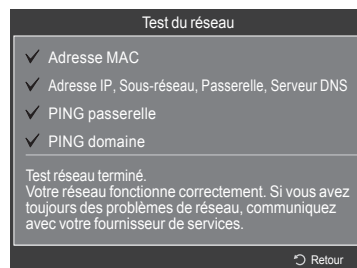 Test du réseau
Adresse MAC
Adresse IP, Sous-réseau, Passerelle, Serveur DNS
PING passerelle
PING domaine
Test réseau terminé.
Votre réseau fonctionne correctement. Si vous avez
toujours des problèmes de réseau, communiquez
avec votre fournisseur de services.
Retour